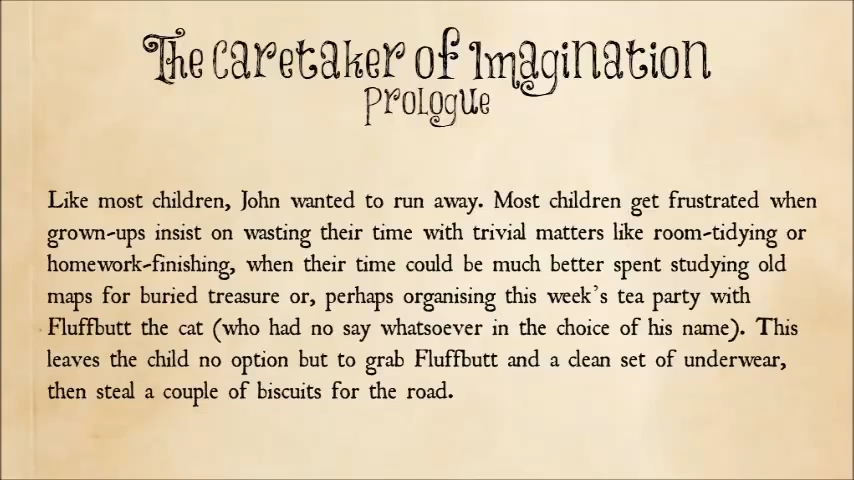 The Caretaker of Imagination
Prologue
Like most children, John wanted to run away. Most children get frustrated when
grown-ups insist on wasting their time with trivial matters like room-tidying or
homework-finishing, when their time could be much better spent studying old
maps for buried treasure or, perhaps organising this week's tea party with
Fluffbutt the cat (who had no say whatsoever in the choice of his name). This
leaves the child no option but to grab Fluffbutt and a clean set of underwear,
then steal a couple of biscuits for the road.